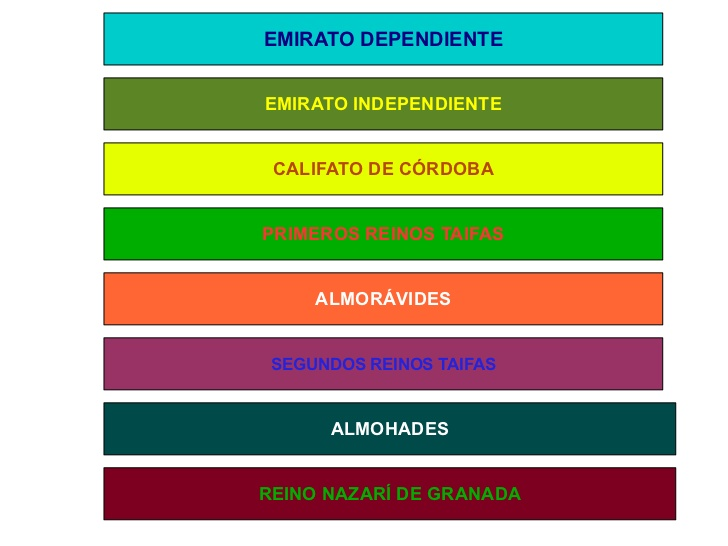 EMIRATO DEPENDIENTE
EMIRATO INDEPENDIENTE
CALIFATO DE CÓRDOBA
PRIMEROS REINOS TAIFAS
ALMORÁVIDES
SEGUNDOS REINOS TAIFAS
ALMOHADES
REINO NAZARÍ DE GRANADA